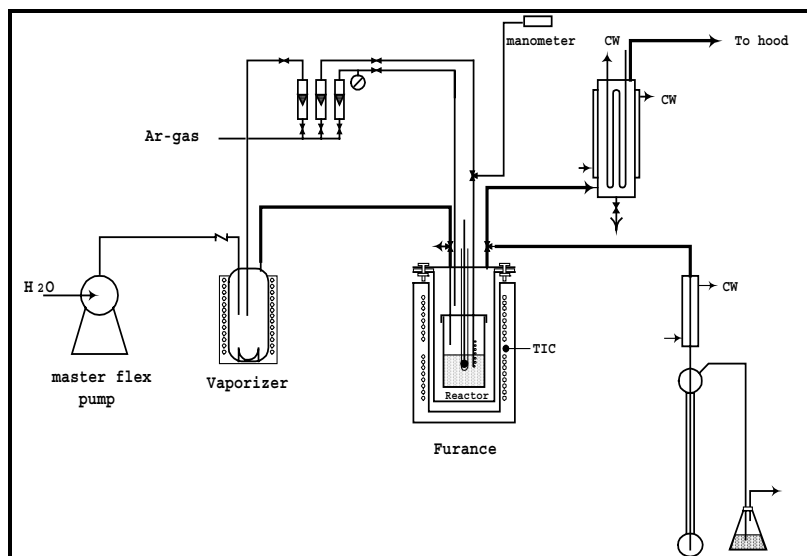 manometer
CW
To hood
CW
Ar-gas
H2O
master flex
pump
Vaporizer
TIC
Reactor
Furance
CW